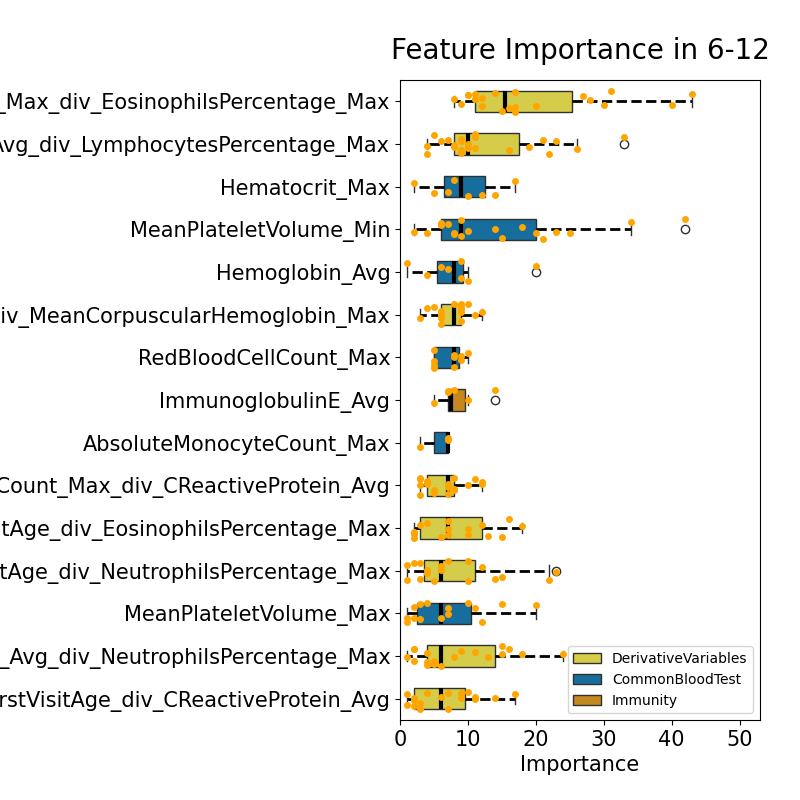 Feature Importance in 6-12
_Max_div_EosinophilsPercentage_Max
Avg_div_LymphocytesPercentage_Max
Hematocrit_Max
MeanPlateletVolume_Min
Hemoglobin_Avg
div_MeanCorpuscularHemoglobin_Max
RedBloodCellCount_Max
ImmunoglobulinE_Avg
AbsoluteMonocyteCount_Max
Count_Max_div_CReactiveProtein_Avg
tAge_div_EosinophilsPercentage_Max
tAge_div_NeutrophilsPercentage_Max
MeanPlateletVolume_Max
_Avg_div_NeutrophilsPercentage_Max
rstVisitAge_div_CReactiveProtein_Avg
DerivativeVariables
CommonBloodTest
Immunity
0 10 20 30 40 50
Importance